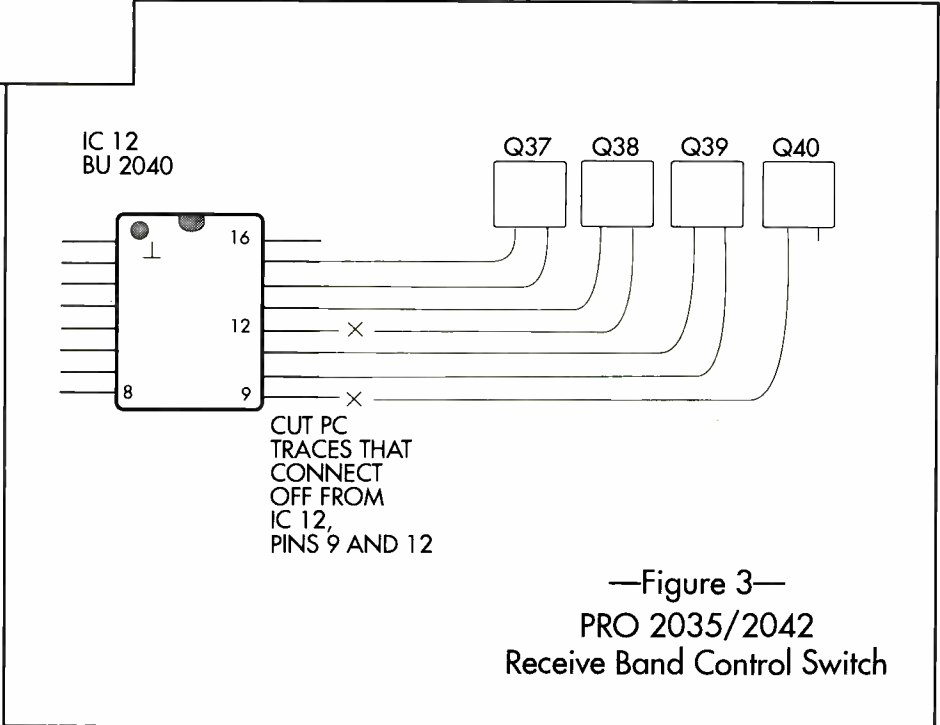 IC 12
BU 2040
Q37 Q38 Q39 Q40
16
12
8 9
CUT PC
TRACES THAT
CONNECT
OFF FROM
IC 12,
PINS 9 AND 12
—Figure 3—
PRO 2035/2042
Receive Band Control Switch